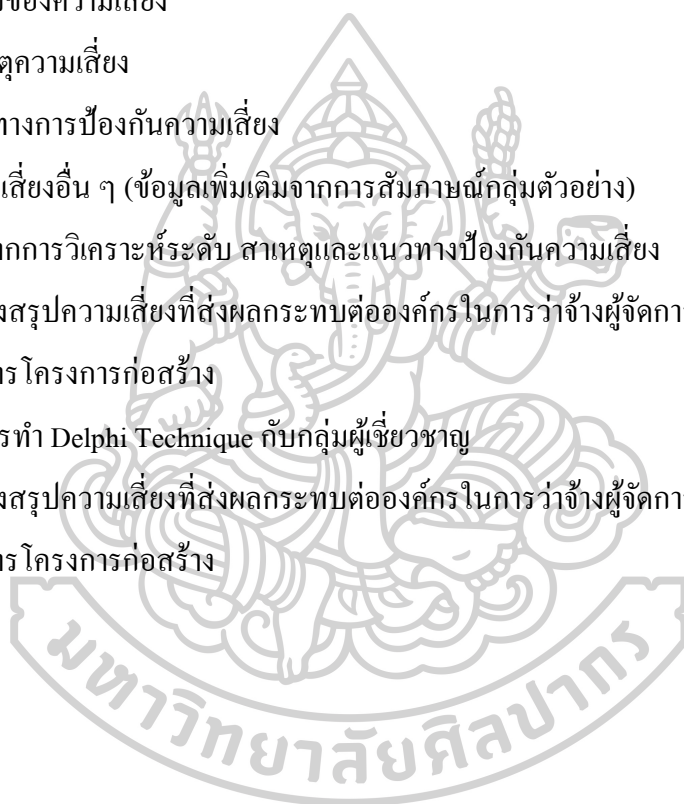 ของความเสี่ยง
ตุความเสี่ยง
ทางการป้องกันความเสี่ยง
เสี่ยงอื่น ๆ (ข้อมูลเพิ่มเติมจากการสัมภาษณ์กลุ่มตัวอย่าง)
ากการวิเคราะห์ระดับ สาเหตุและแนวทางป้องกันความเสี่ยง
งสรุปความเสี่ยงที่ส่งผลกระทบต่อองค์กรในการว่าจ้างผู้จัดการ
รโครงการก่อสร้าง
รทำ Delphi Technique กับกลุ่มผู้เชี่ยวชาญ
งสรุปความเสี่ยงที่ส่งผลกระทบต่อองค์กรในการว่าจ้างผู้จัดการ
รโครงการก่อสร้าง
มหาวิทยาลัยศิลปากร